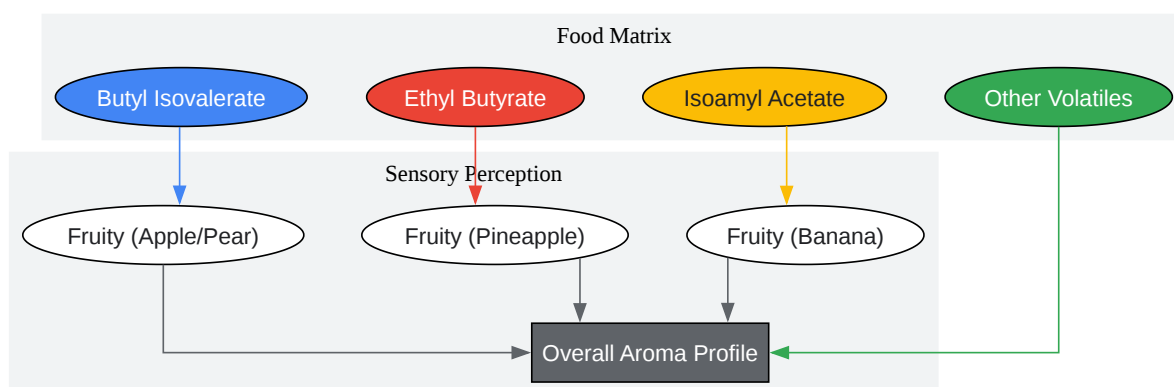 Food Matrix
Butyl Isovalerate
Ethyl Butyrate
Isoamyl Acetate
Other Volatiles
Sensory Perception
Fruity (Apple/Pear)
Fruity (Pineapple)
Fruity (Banana)
Overall Aroma Profile